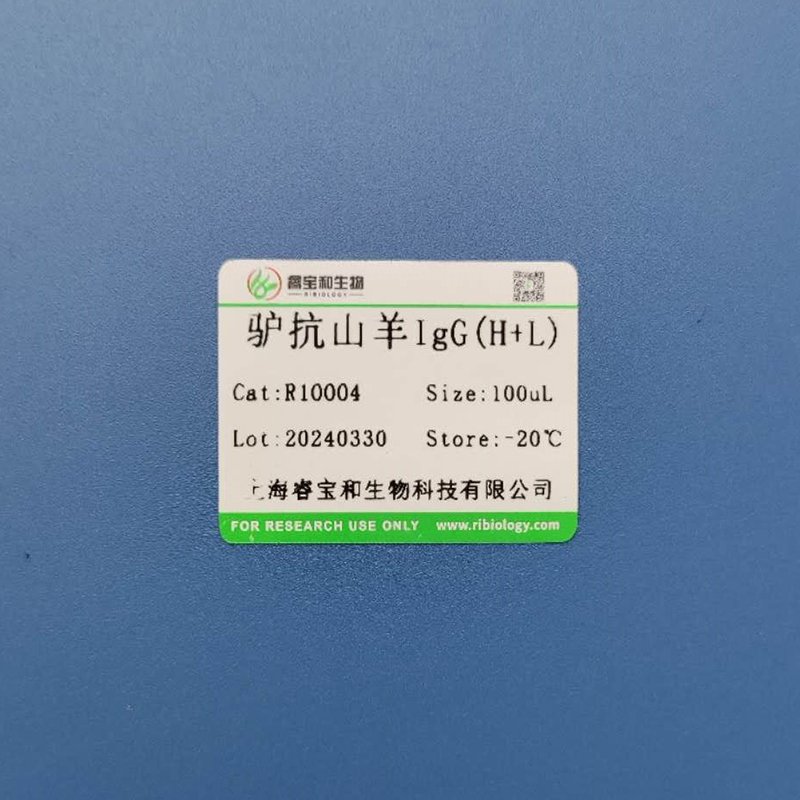 睿宝和生物
RIBIOLOGY
驴抗山羊IgG(H+L)
Cat:R10004 Size:100uL
Lot:20240330 Store:-20℃
上海睿宝和生物科技有限公司
FOR RESEARCH USE ONLY www.ribiology.com